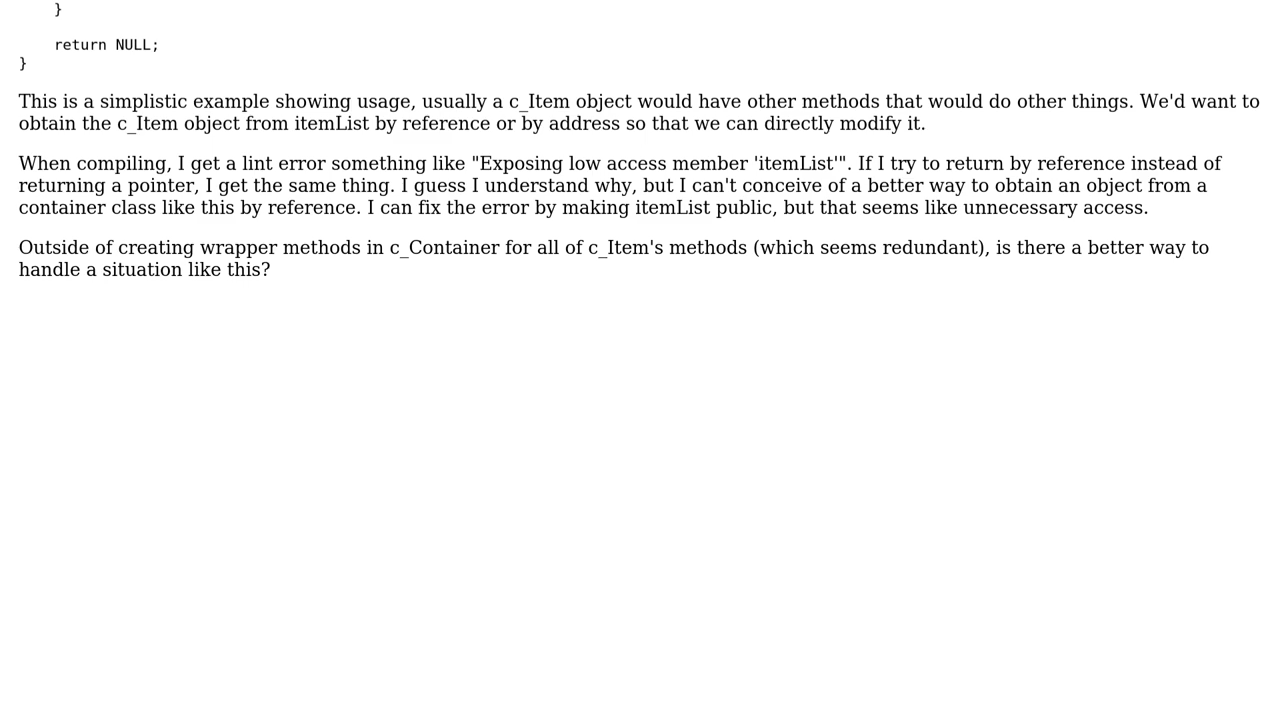 }

    return NULL;
}
This is a simplistic example showing usage, usually a c_Item object would have other methods that would do other things. We'd want to
obtain the c_Item object from itemList by reference or by address so that we can directly modify it.
When compiling, I get a lint error something like "Exposing low access member 'itemList'". If I try to return by reference instead of
returning a pointer, I get the same thing. I guess I understand why, but I can't conceive of a better way to obtain an object from a
container class like this by reference. I can fix the error by making itemList public, but that seems like unnecessary access.
Outside of creating wrapper methods in c_Container for all of c_Item's methods (which seems redundant), is there a better way to
handle a situation like this?